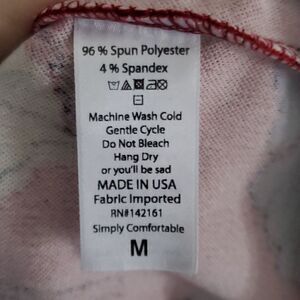 96 % Spun Polyester
4 % Spandex
Machine Wash Cold
Gentle Cycle
Do Not Bleach
Hang Dry
or you'll be sad
MADE IN USA
Fabric Imported
RN#142161
Simply Comfortable
M